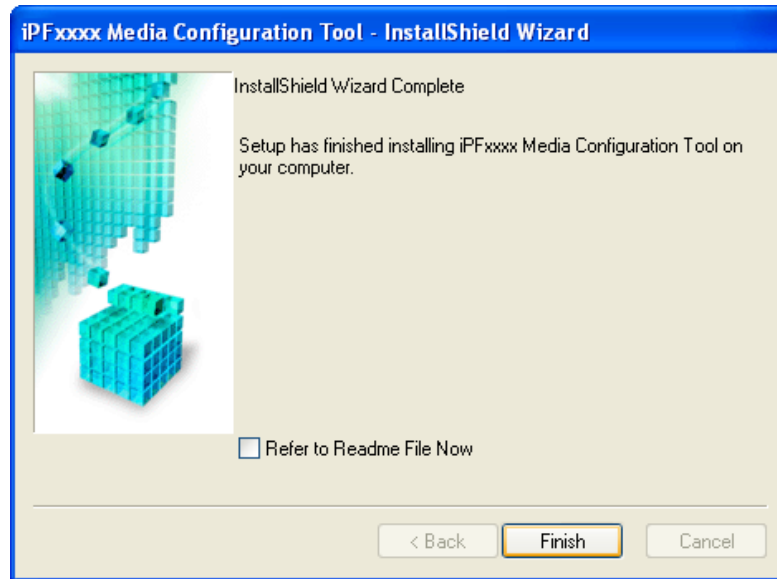 iPFxxxx Media Configuration Tool - InstallShield Wizard
InstallShield Wizard Complete
Setup has finished installing iPFxxxx Media Configuration Tool on
your computer.
Refer to Readme File Now
< Back
Finish
Cancel